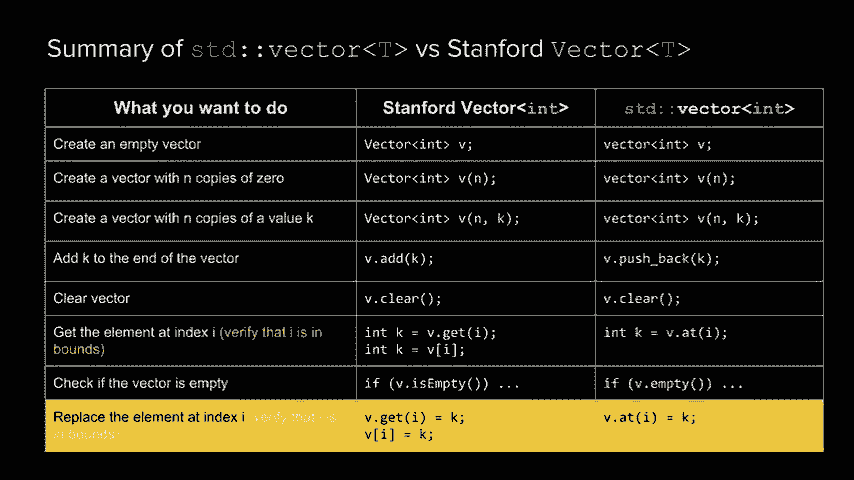 Summary of std::vector<T> vs Stanford Vector<T>
What you want to do Stanford Vector<int> std::vector<int>
Create an empty vector Vector<int> v; vector<int> v;
Create a vector with n copies of zero Vector<int> v(n); vector<int> v(n);
Create a vector with n copies of a value k Vector<int> v(n, k); vector<int> v(n, k);
Add k to the end of the vector v.add(k); v.push_back(k);
Clear vector v.clear(); v.clear();
Get the element at index i (verify that i is in int k = v.get(i); int k = v.at(i);
bounds) int k = v[i];
Check if the vector is empty if (v.isEmpty()) ... if (v.empty()) ...
Replace the element at index i (verify that i is v.get(i) = k; v.at(i) = k;
in bounds) v[i] = k;